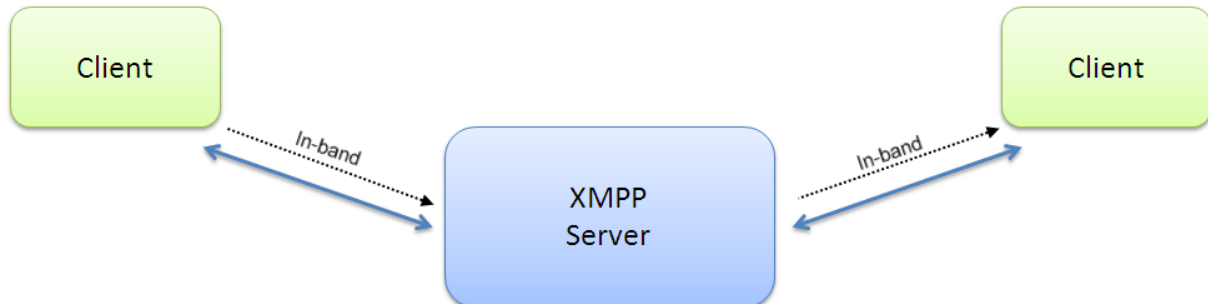 Client
Client
In-band
In-band
XMPP
Server